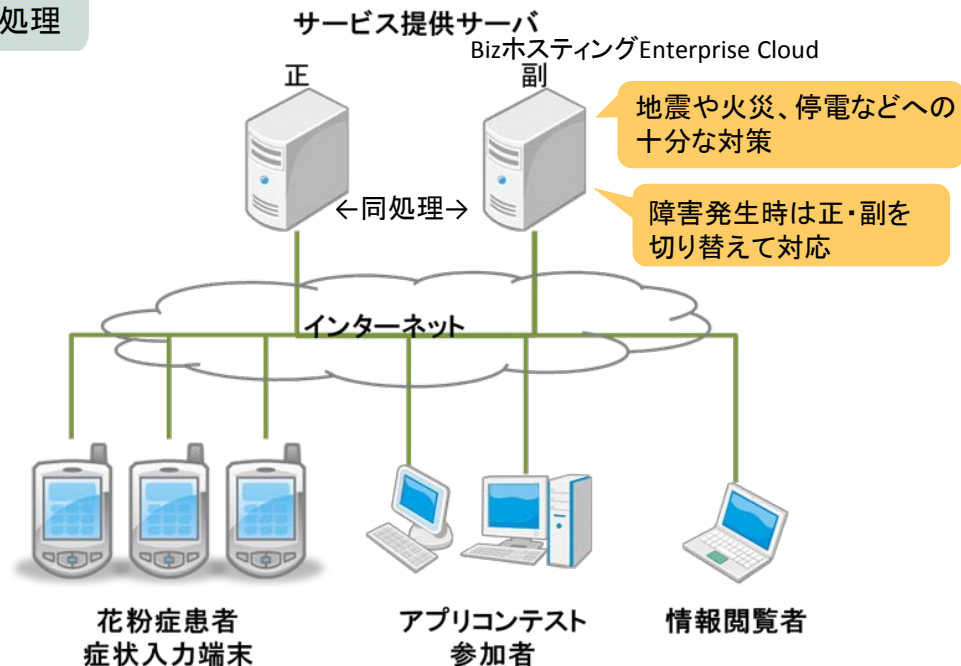 処理
サービス提供サーバ
BizホスティングEnterprise Cloud
正
副
地震や火災、停電などへの
十分な対策
←同処理→
障害発生時は正・副を
切り替えて対応
インターネット
花粉症患者
症状入力端末
アプリコンテスト
参加者
情報閲覧者